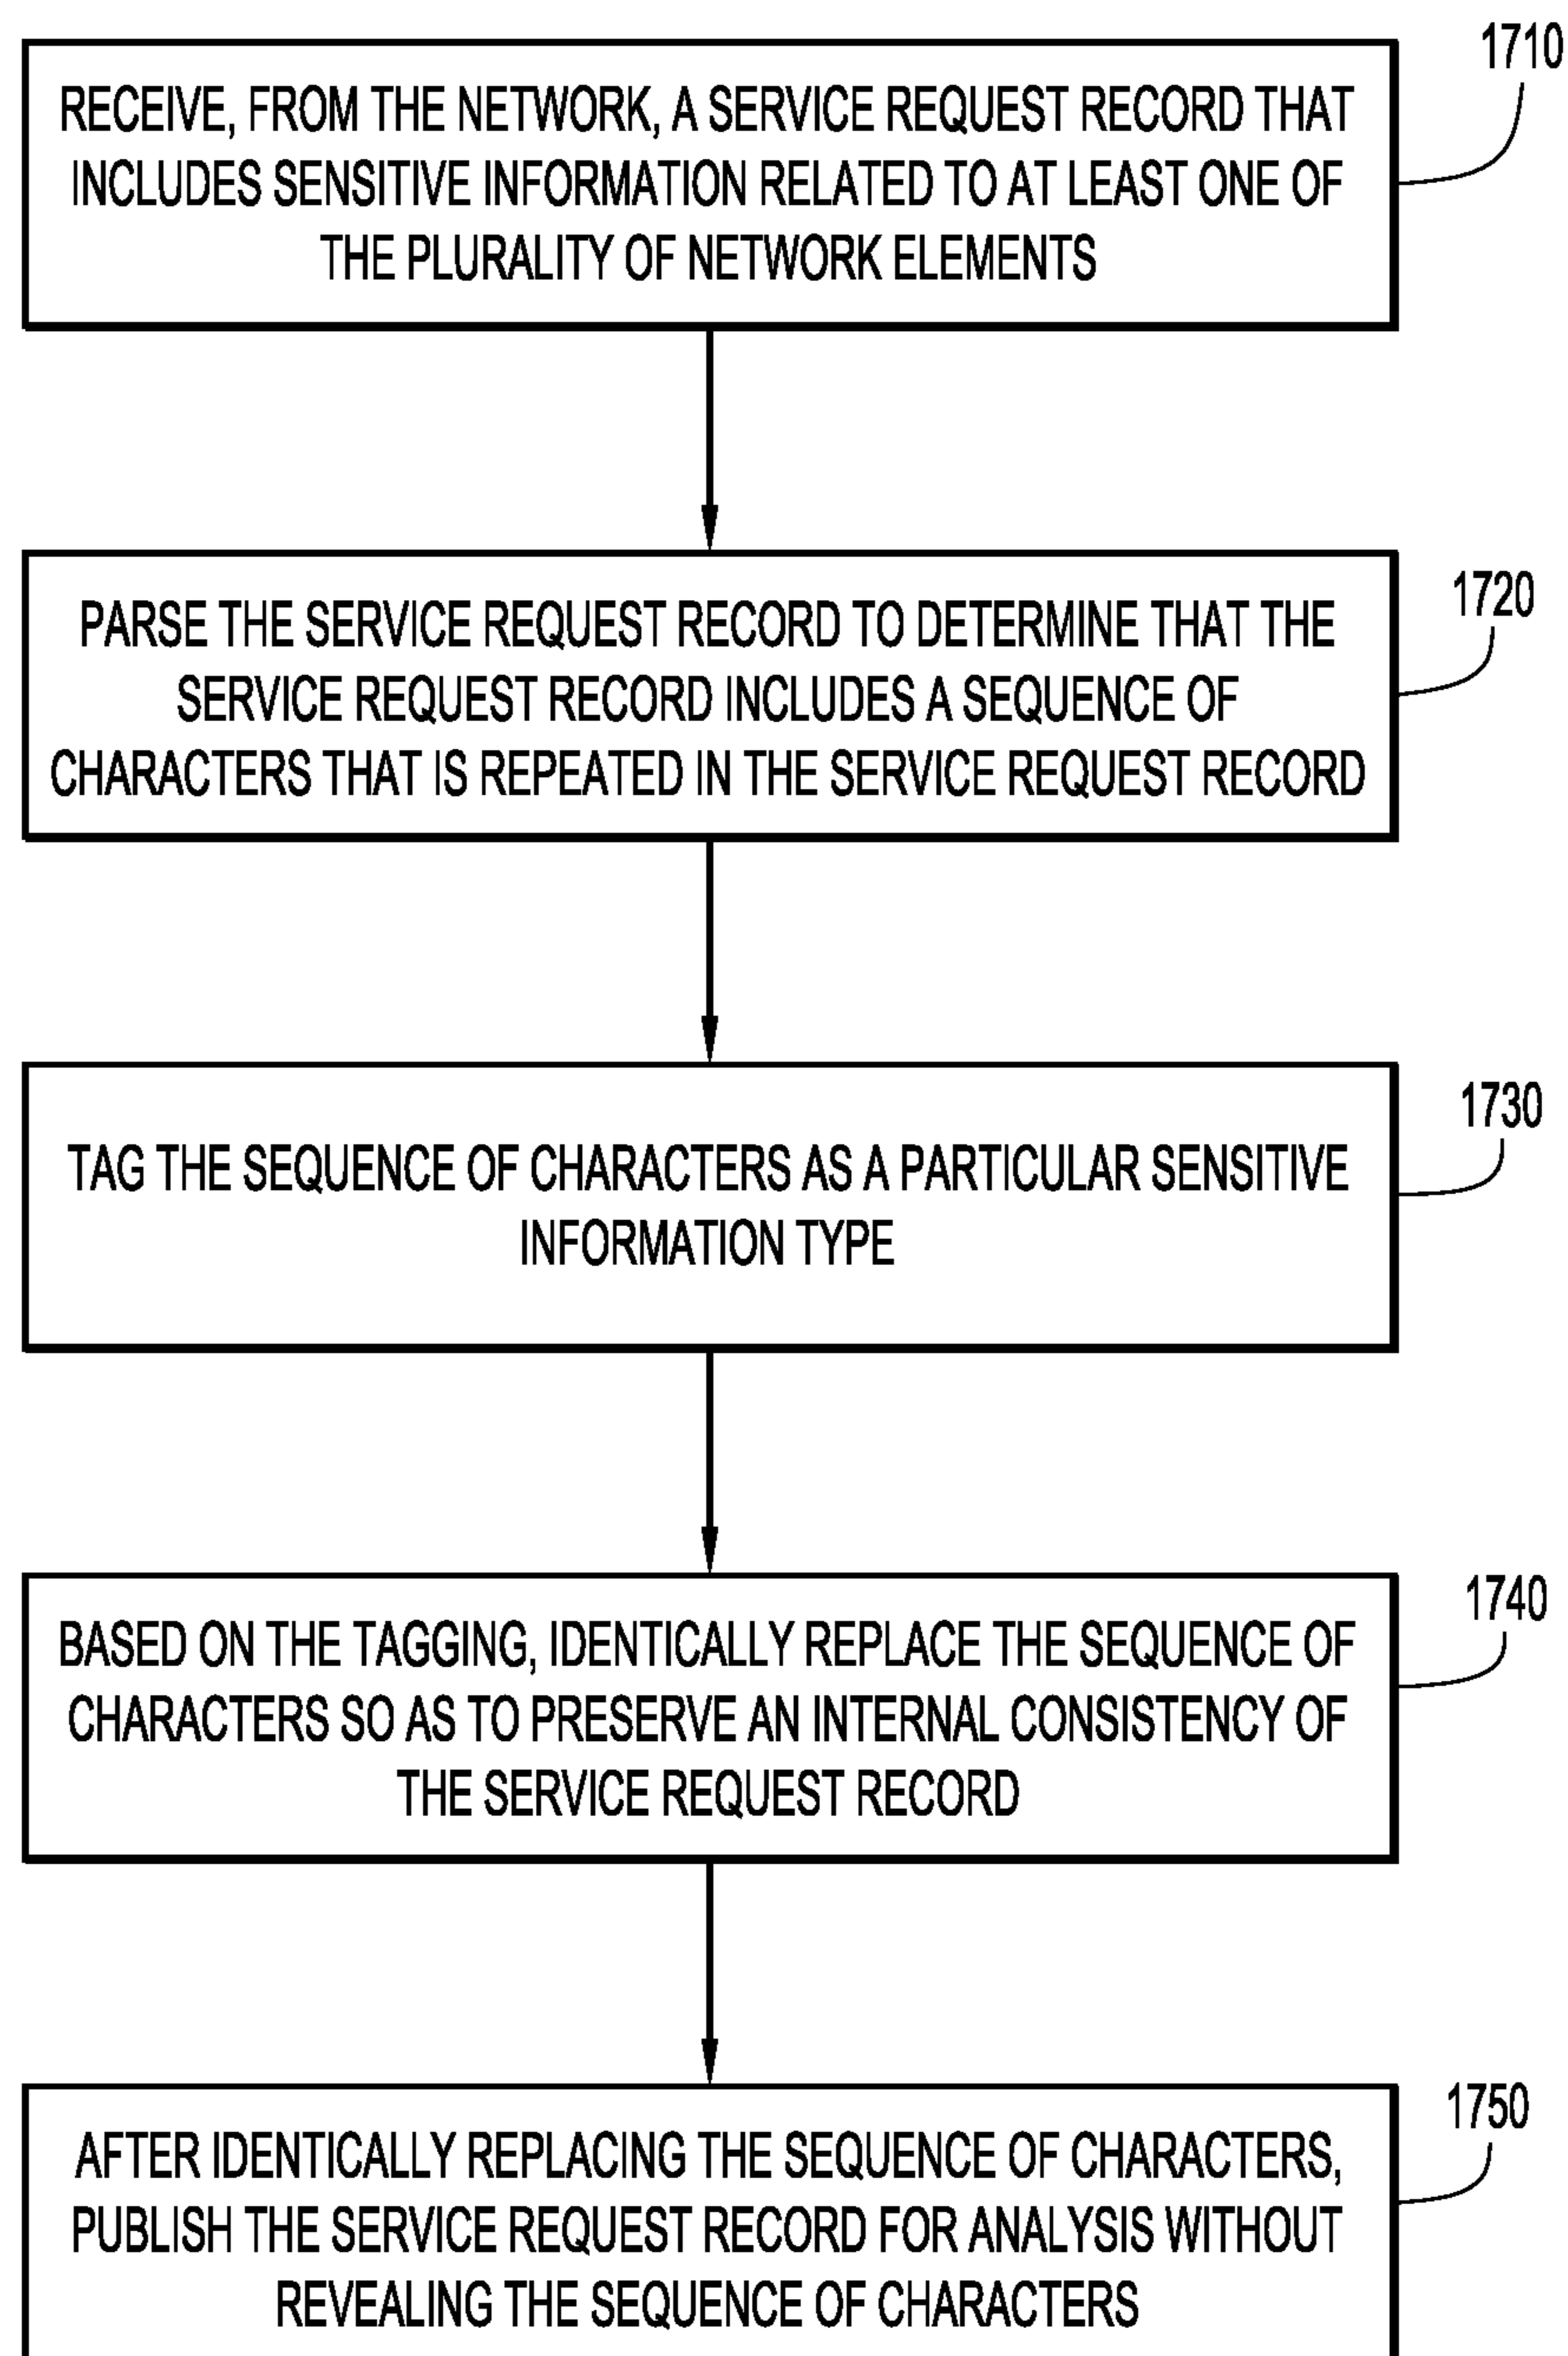 1710
RECEIVE, FROM THE NETWORK, A SERVICE REQUEST RECORD THAT
INCLUDES SENSITIVE INFORMATION RELATED TO AT LEAST ONE OF
THE PLURALITY OF NETWORK ELEMENTS
1720
PARSE THE SERVICE REQUEST RECORD TO DETERMINE THAT THE
SERVICE REQUEST RECORD INCLUDES A SEQUENCE OF
CHARACTERS THAT IS REPEATED IN THE SERVICE REQUEST RECORD
1730
TAG THE SEQUENCE OF CHARACTERS AS A PARTICULAR SENSITIVE
INFORMATION TYPE
1740
BASED ON THE TAGGING, IDENTICALLY REPLACE THE SEQUENCE OF
CHARACTERS SO AS TO PRESERVE AN INTERNAL CONSISTENCY OF
THE SERVICE REQUEST RECORD
1750
AFTER IDENTICALLY REPLACING THE SEQUENCE OF CHARACTERS,
PUBLISH THE SERVICE REQUEST RECORD FOR ANALYSIS WITHOUT
REVEALING THE SEQUENCE OF CHARACTERS